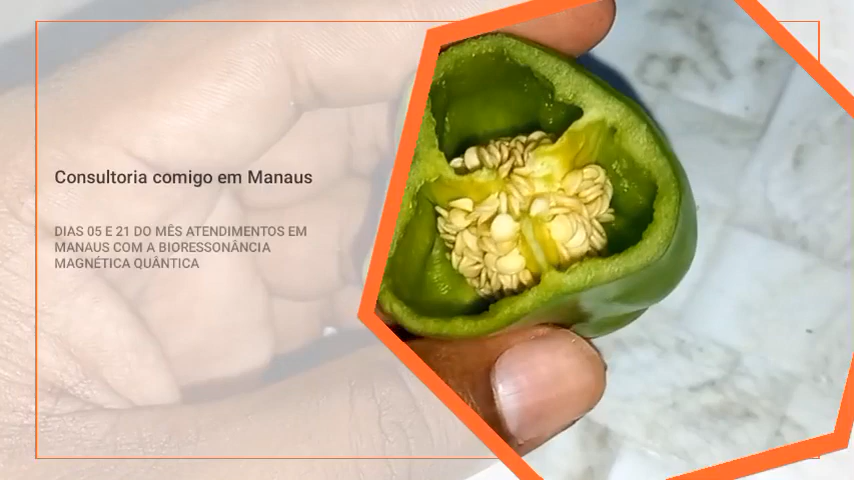 Consultoria comigo em Manaus
DIAS 05 E 21 DO MÊS ATENDIMENTOS EM
MANAUS COM A BIORESSONÂNCIA
MAGNÉTICA QUÂNTICA